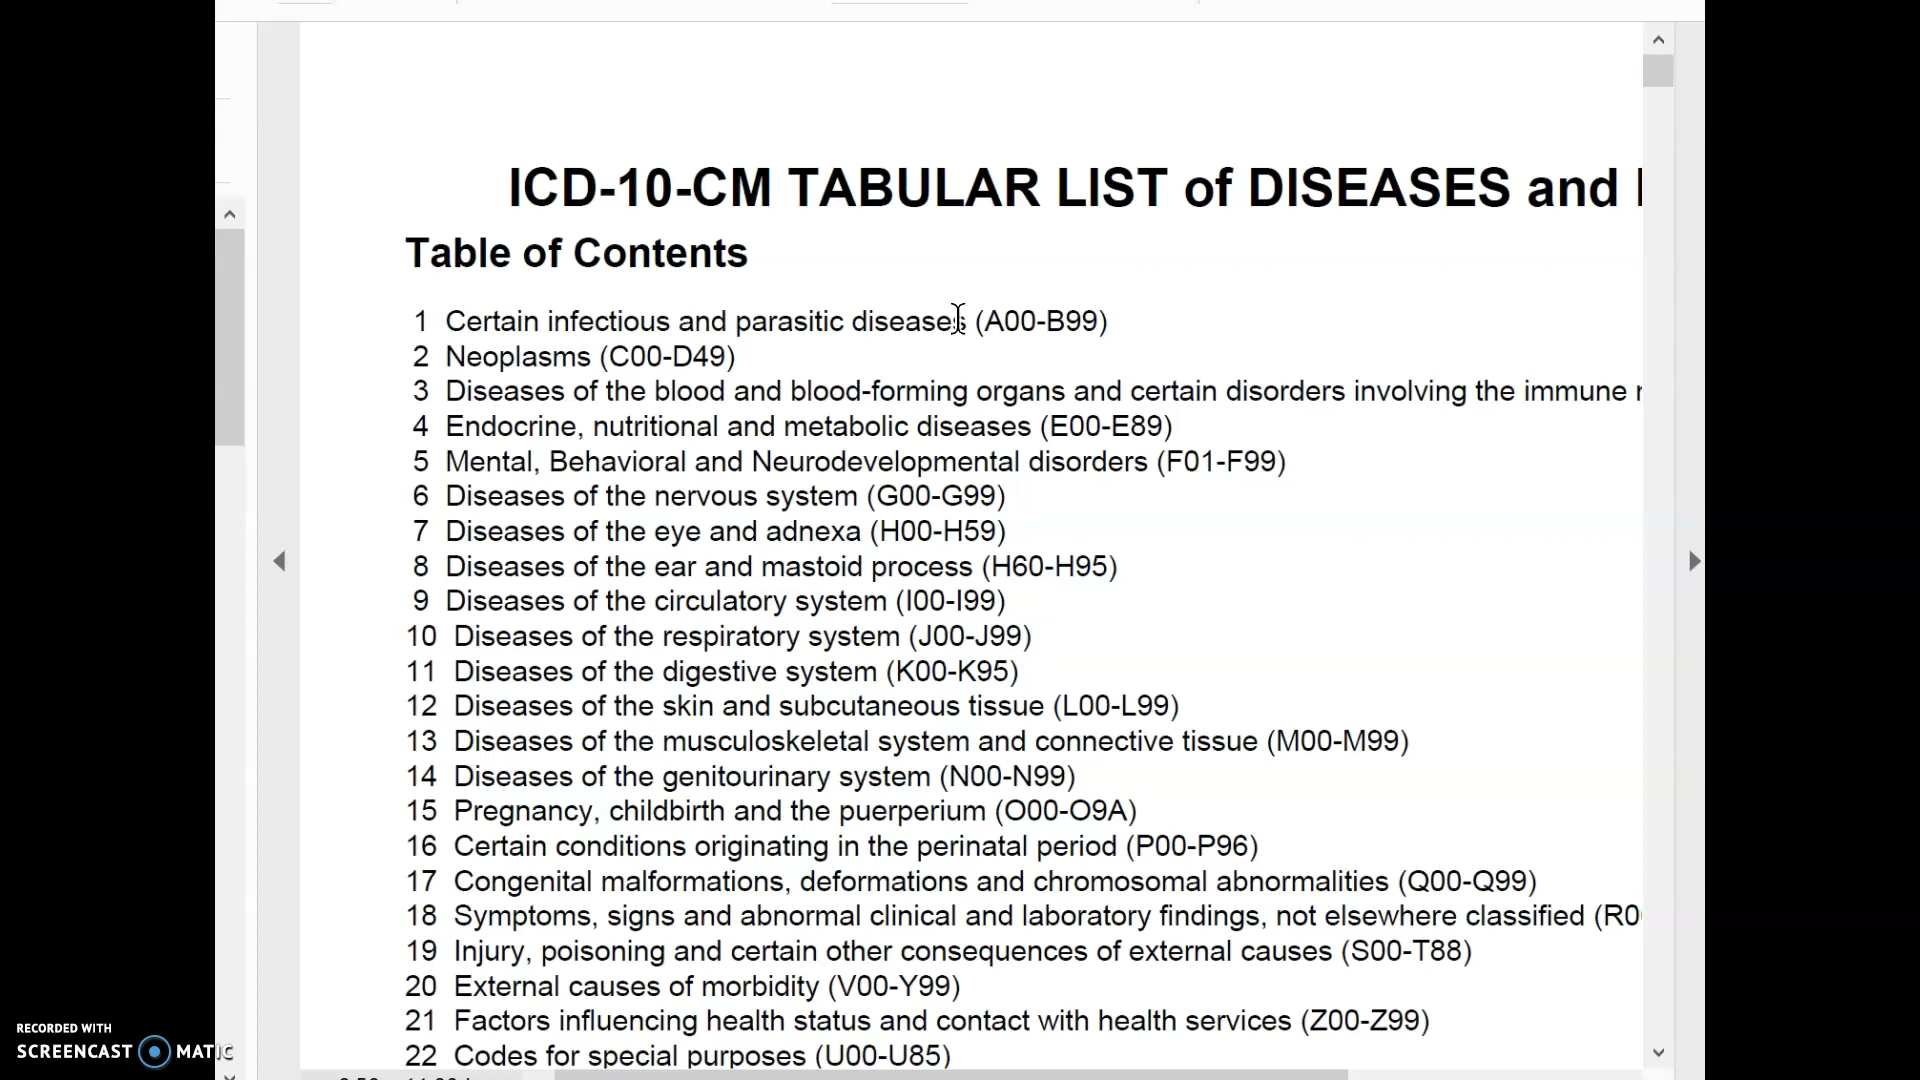 ICD-10-CM TABULAR LIST of DISEASES and
Table of Contents
1 Certain infectious and parasitic diseases (A00-B99)
2 Neoplasms (C00-D49)
3 Diseases of the blood and blood-forming organs and certain disorders involving the immune
4 Endocrine, nutritional and metabolic diseases (E00-E89)
5 Mental, Behavioral and Neurodevelopmental disorders (F01-F99)
6 Diseases of the nervous system (G00-G99)
7 Diseases of the eye and adnexa (H00-H59)
8 Diseases of the ear and mastoid process (H60-H95)
9 Diseases of the circulatory system (I00-I99)
10 Diseases of the respiratory system (J00-J99)
11 Diseases of the digestive system (K00-K95)
12 Diseases of the skin and subcutaneous tissue (L00-L99)
13 Diseases of the musculoskeletal system and connective tissue (M00-M99)
14 Diseases of the genitourinary system (N00-N99)
15 Pregnancy, childbirth and the puerperium (O00-O9A)
16 Certain conditions originating in the perinatal period (P00-P96)
17 Congenital malformations, deformations and chromosomal abnormalities (Q00-Q99)
18 Symptoms, signs and abnormal clinical and laboratory findings, not elsewhere classified
19 Injury, poisoning and certain other consequences of external causes (S00-T88)
20 External causes of morbidity (V00-Y99)
21 Factors influencing health status and contact with health services (Z00-Z99)
22 Codes for special purposes (U00-U85)
RECORDED WITH
SCREENCAST MATIC